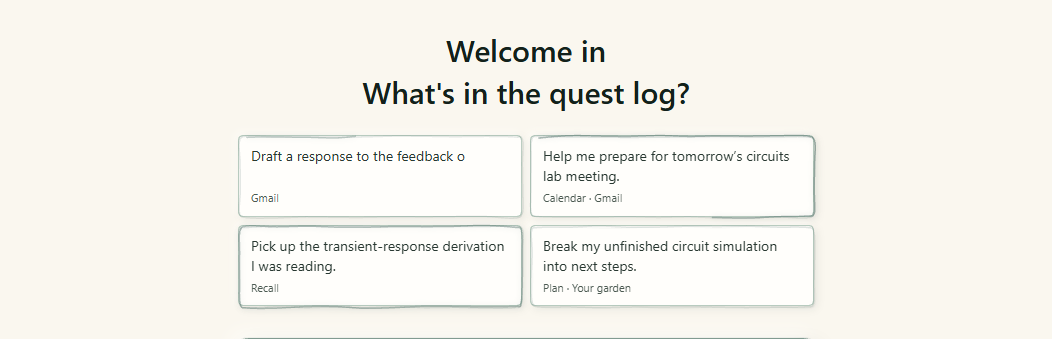 Welcome in
What's in the quest log?
Draft a response to the feedback o
Gmail
Help me prepare for tomorrow’s circuits
lab meeting.
Calendar · Gmail
Pick up the transient-response derivation
I was reading.
Recall
Break my unfinished circuit simulation
into next steps.
Plan · Your garden